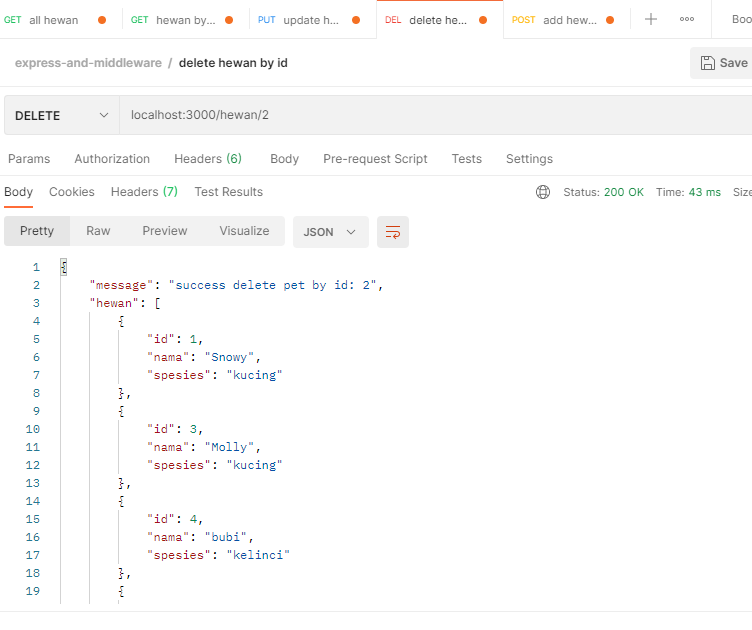 GET all hewan GET hewan by... PUT update h... DEL delete he... POST add hew... + ooo Boo
express-and-middleware / delete hewan by id Save
DELETE localhost:3000/hewan/2
Params Authorization Headers (6) Body Pre-request Script Tests Settings
Body Cookies Headers (7) Test Results Status: 200 OK Time: 43 ms Size
Pretty Raw Preview Visualize JSON
1 {
2 "message": "success delete pet by id: 2",
3 "hewan": [
4 {
5 "id": 1,
6 "nama": "Snowy",
7 "spesies": "kucing"
8 },
9 {
10 "id": 3,
11 "nama": "Molly",
12 "spesies": "kucing"
13 },
14 {
15 "id": 4,
16 "nama": "bubi",
17 "spesies": "kelinci"
18 },
19 {